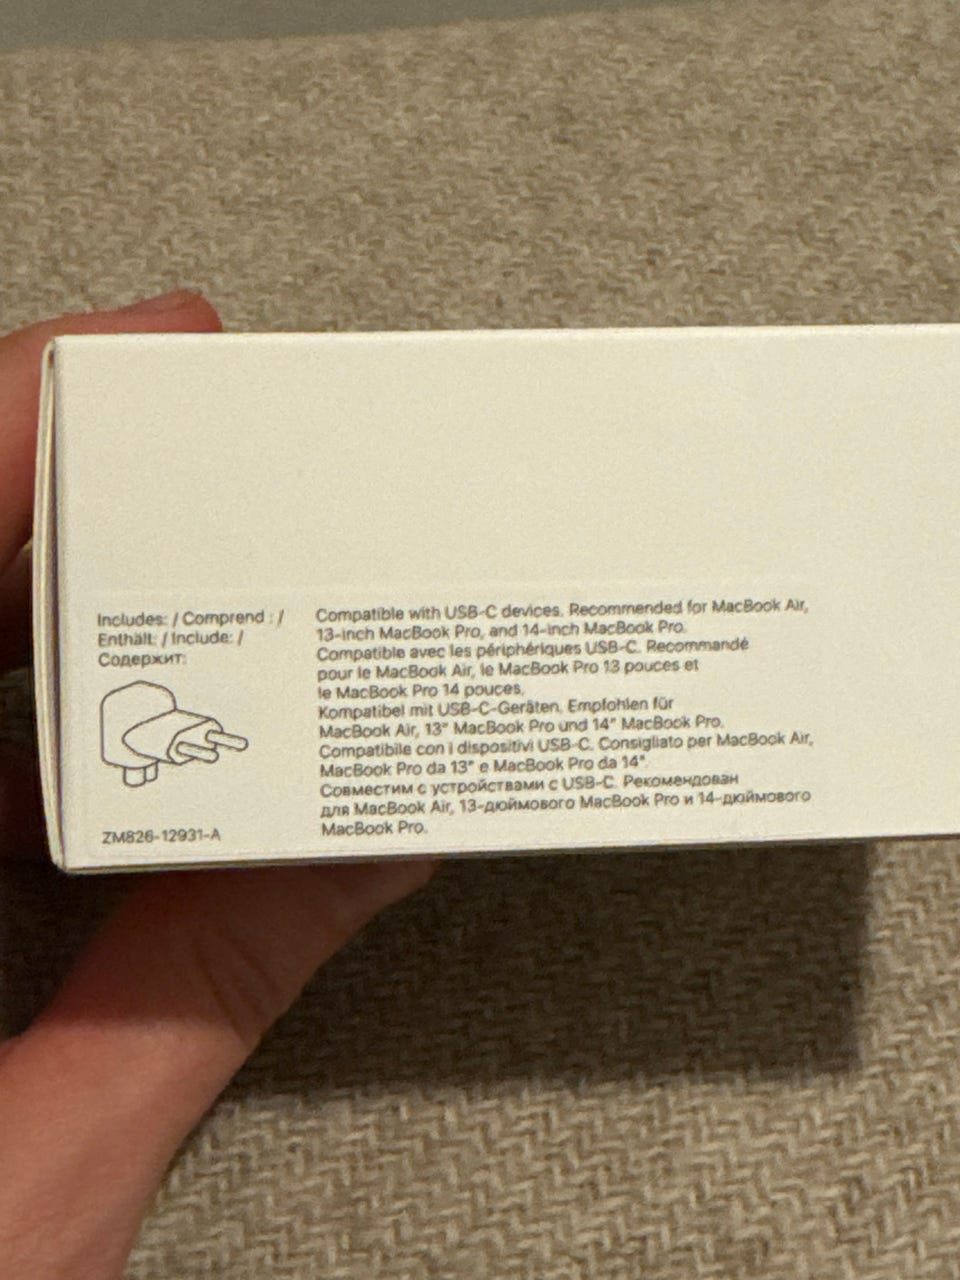 Includes: / Comprend : /
Enthält: / Include: /
Содержит:
ZM826-12931-A
Compatible with USB-C devices. Recommended for MacBook Air,
13-inch MacBook Pro, and 14-inch MacBook Pro.
Compatible avec les périphériques USB-C. Recommandé
pour le MacBook Air, le MacBook Pro 13 pouces et
le MacBook Pro 14 pouces.
Kompatibel mit USB-C-Geräten. Empfohlen für
MacBook Air, 13" MacBook Pro und 14" MacBook Pro.
Compatibile con i dispositivi USB-C. Consigliato per MacBook Air,
MacBook Pro da 13" e MacBook Pro da 14".
Совместим с устройствами с USB-C. Рекомендован
для MacBook Air, 13-дюймового MacBook Pro и 14-дюймового
MacBook Pro.